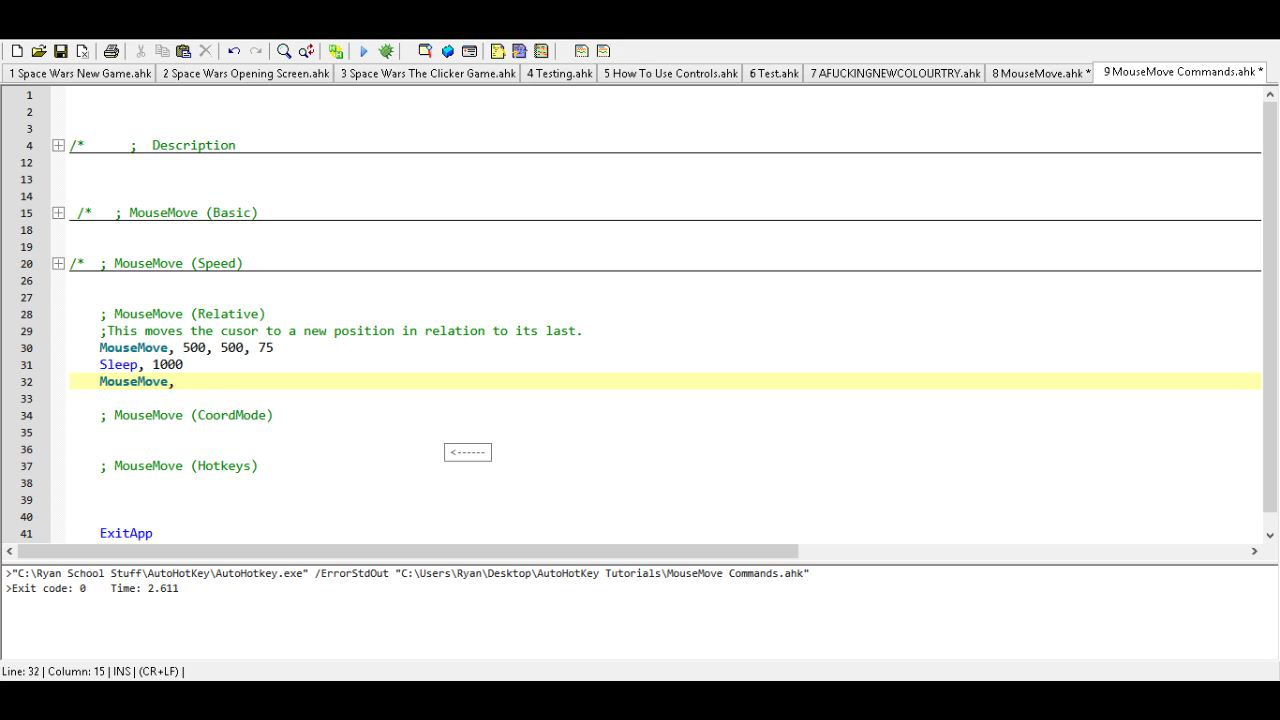 1 Space Wars New Game.ahk 2 Space Wars Opening Screen.ahk 3 Space Wars The Clicker Game.ahk 4 Testing.ahk 5 How To Use Controls.ahk 6 Test.ahk 7 AFUCKINGNEWCOLOURTRY.ahk 8 MouseMove.ahk * 9 MouseMove Commands.ahk *
1
2
3
4 /* ; Description
12
13
14
15 /* ; MouseMove (Basic)
18
19
20 /* ; MouseMove (Speed)
26
27
28 ; MouseMove (Relative)
29 ;This moves the cusor to a new position in relation to its last.
30 MouseMove, 500, 500, 75
31 Sleep, 1000
32 MouseMove,
33
34 ; MouseMove (CoordMode)
35
36
<------
37 ; MouseMove (Hotkeys)
38
39
40
41 ExitApp
>"C:\Ryan School Stuff\AutoHotKey\AutoHotkey.exe" /ErrorStdOut "C:\Users\Ryan\Desktop\AutoHotKey Tutorials\MouseMove Commands.ahk"
>Exit code: 0 Time: 2.611
Line: 32 | Column: 15 | INS | (CR+LF) |